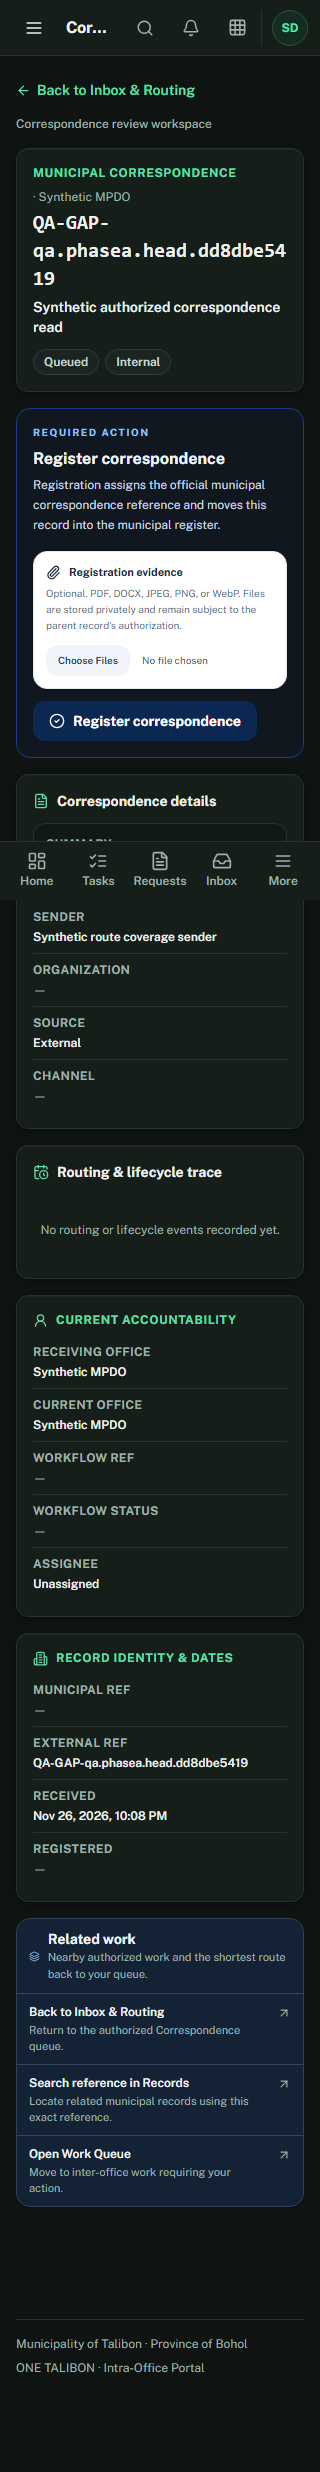 Cor...
SD
Back to Inbox & Routing
Correspondence review workspace
MUNICIPAL CORRESPONDENCE
· Synthetic MPDO
QA-GAP-
qa.phasea.head.dd8dbe54
19
Synthetic authorized correspondence
read
Queued
Internal
REQUIRED ACTION
Register correspondence
Registration assigns the official municipal
correspondence reference and moves this
record into the municipal register.
Registration evidence
Optional. PDF, DOCX, JPEG, PNG, or WebP. Files
are stored privately and remain subject to the
parent record's authorization.
Choose Files No file chosen
Register correspondence
Correspondence details
Home
Tasks
Requests
Inbox
More
SENDER
Synthetic route coverage sender
ORGANIZATION
—
SOURCE
External
CHANNEL
—
Routing & lifecycle trace
No routing or lifecycle events recorded yet.
CURRENT ACCOUNTABILITY
RECEIVING OFFICE
Synthetic MPDO
CURRENT OFFICE
Synthetic MPDO
WORKFLOW REF
—
WORKFLOW STATUS
—
ASSIGNEE
Unassigned
RECORD IDENTITY & DATES
MUNICIPAL REF
—
EXTERNAL REF
QA-GAP-qa.phasea.head.dd8dbe5419
RECEIVED
Nov 26, 2026, 10:08 PM
REGISTERED
—
Related work
Nearby authorized work and the shortest route
back to your queue.
Back to Inbox & Routing
Return to the authorized Correspondence
queue.
Search reference in Records
Locate related municipal records using this
exact reference.
Open Work Queue
Move to inter-office work requiring your
action.
Municipality of Talibon · Province of Bohol
ONE TALIBON · Intra-Office Portal